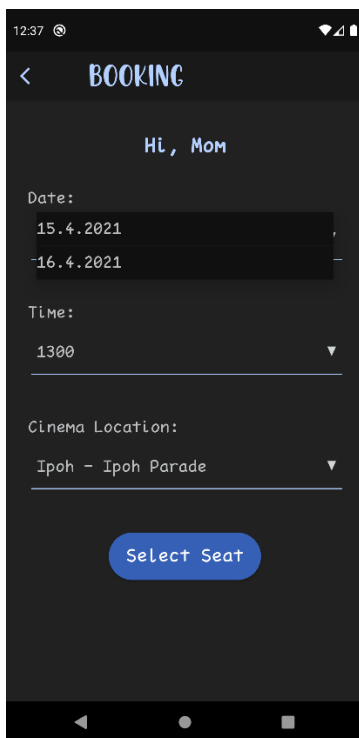 12:37
BOOKING
Hi, Mom
Date:
15.4.2021
16.4.2021
Time:
1300
Cinema Location:
Ipoh - Ipoh Parade
Select Seat